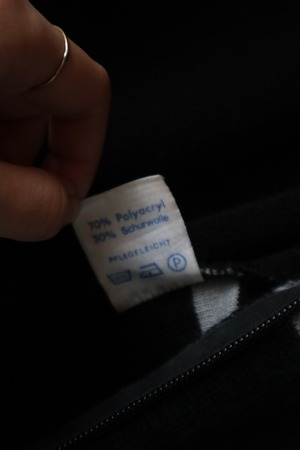 70% Polyacryl
30% Schurwolle
PFLEGELEICHT
P